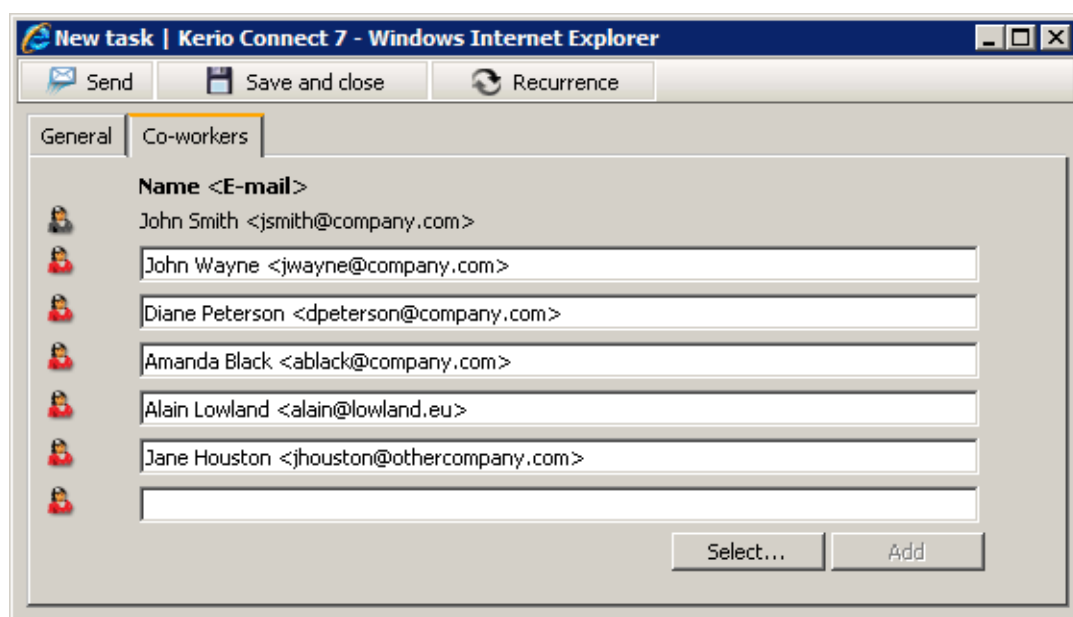 New task | Kerio Connect 7 - Windows Internet Explorer
Send Save and close Recurrence
General Co-workers
Name <E-mail>
John Smith <jsmith@company.com>
John Wayne <jwayne@company.com>
Diane Peterson <dpeterson@company.com>
Amanda Black <ablack@company.com>
Alain Lowland <alain@lowland.eu>
Jane Houston <jhouston@othercompany.com>
Select... Add